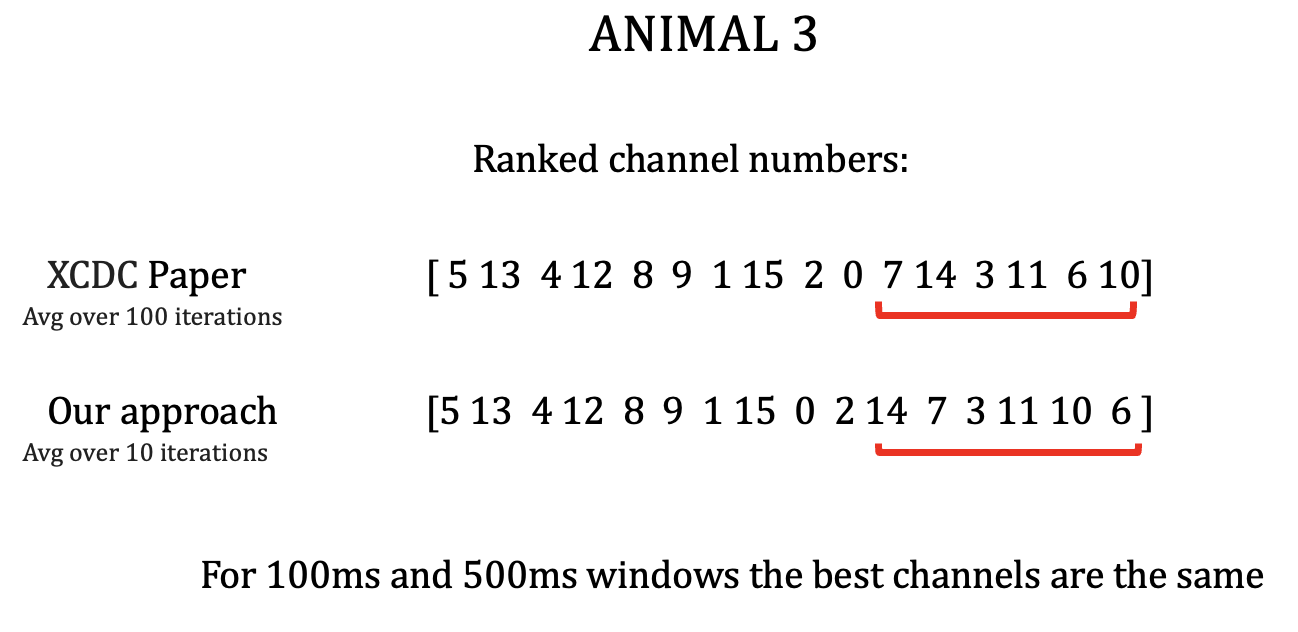 ANIMAL 3
Ranked channel numbers:
XCDC Paper [ 5 13 4 12 8 9 1 15 2 0 7 14 3 11 6 10]
Avg over 100 iterations
Our approach [5 13 4 12 8 9 1 15 0 2 14 7 3 11 10 6 ]
Avg over 10 iterations
For 100ms and 500ms windows the best channels are the same